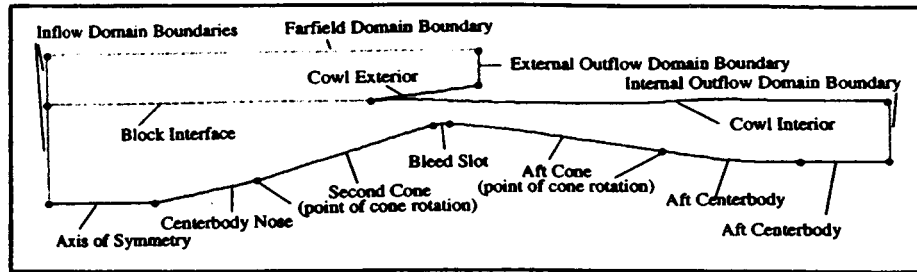 Inflow Domain Boundaries
Farfield Domain Boundary
External Outflow Domain Boundary
Cowl Exterior
Internal Outflow Domain Boundary
Block Interface
Cowl Interior
Bleed Slot
Second Cone
(point of cone rotation)
Aft Cone
(point of cone rotation)
Centerbody Nose
Aft Centerbody
Axis of Symmetry
Aft Centerbody